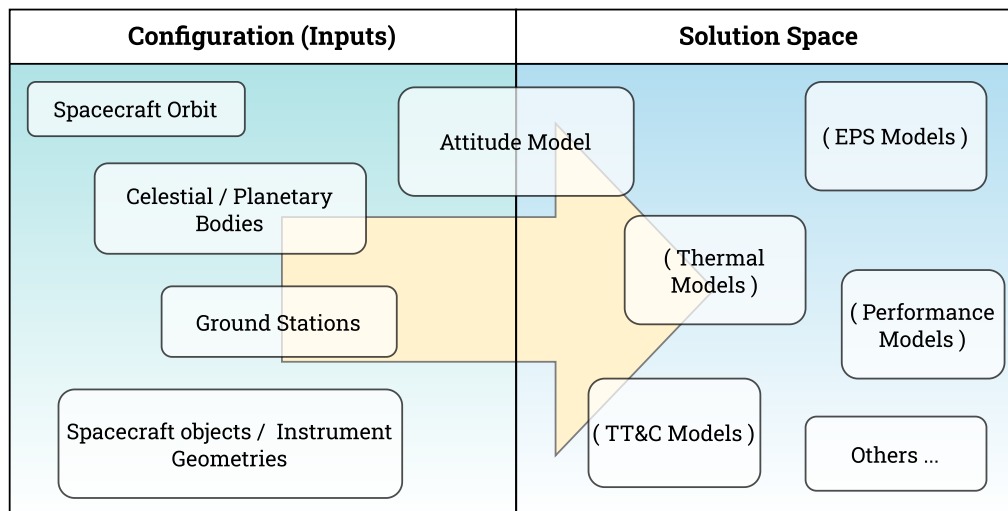 Configuration (Inputs)
Solution Space
Spacecraft Orbit
Celestial / Planetary
Bodies
Ground Stations
Spacecraft objects /  Instrument
Geometries
Attitude Model
( EPS Models )
( Thermal
Models )
( Performance
Models )
( TT&C Models )
Others ...